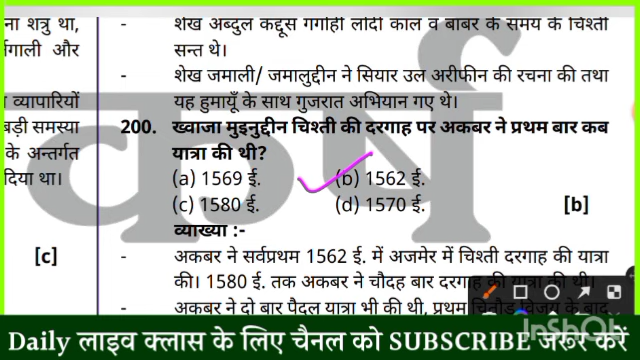 ना शत्रु था,
गाली और
व्यापारियों
बड़ी समस्या
के अन्तर्गत
दिया था।
[c]
- शेख अब्दुल कद्दूस गंगोही लोदी काल व बाबर के समय के चिश्ती
सन्त थे।
- शेख जमाली/ जमालुद्दीन ने सियार उल अरीफीन की रचना की तथा
यह हुमायूँ के साथ गुजरात अभियान गए थे।
200. ख्वाजा मुइनुद्दीन चिश्ती की दरगाह पर अकबर ने प्रथम बार कब
यात्रा की थी?
(a) 1569 ई. (b) 1562 ई.
(c) 1580 ई. (d) 1570 ई. [b]
व्याख्या :-
- अकबर ने सर्वप्रथम 1562 ई. में अजमेर में चिश्ती दरगाह की यात्रा
की। 1580 ई. तक अकबर ने चौदह बार दरगाह की यात्रा की थी।
- अकबर ने दो बार पैदल यात्रा भी की थी, प्रथम चित्तौड़ विजय के बाद
InShOt
Daily लाइव क्लास के लिए चैनल को SUBSCRIBE जरूर करें